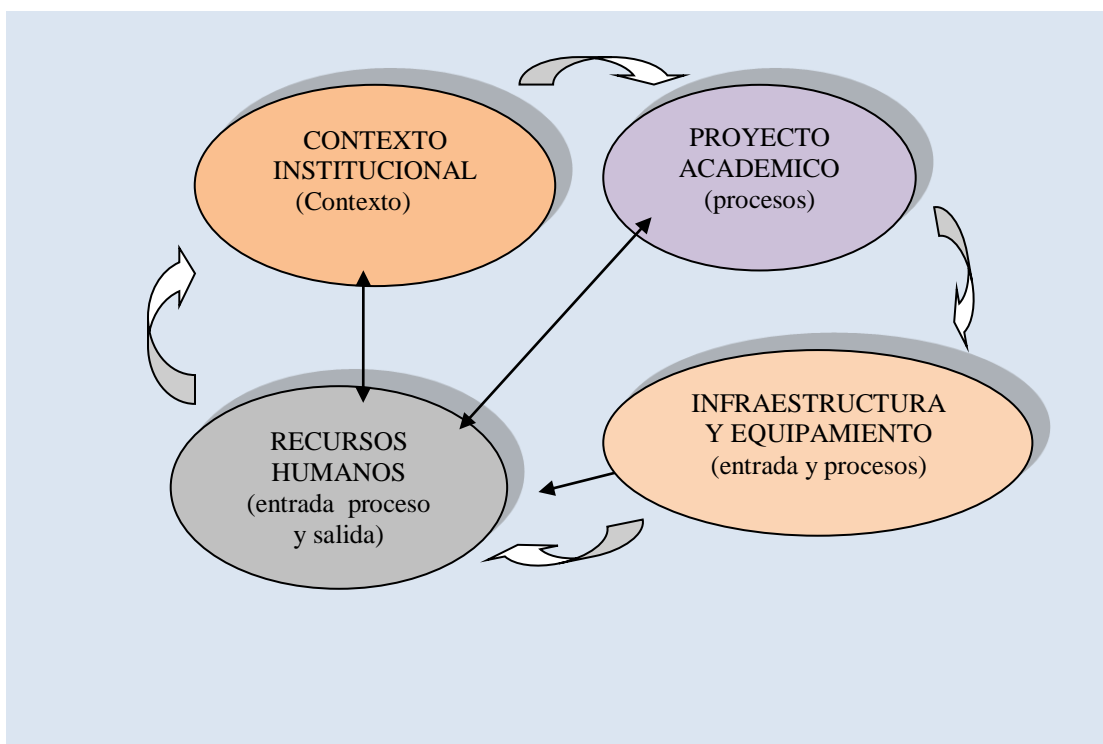 CONTEXTO
INSTITUCIONAL
(Contexto)
PROYECTO
ACADEMICO
(procesos)
RECURSOS
HUMANOS
(entrada proceso
y salida)
INFRAESTRUCTURA
Y EQUIPAMIENTO
(entrada y procesos)